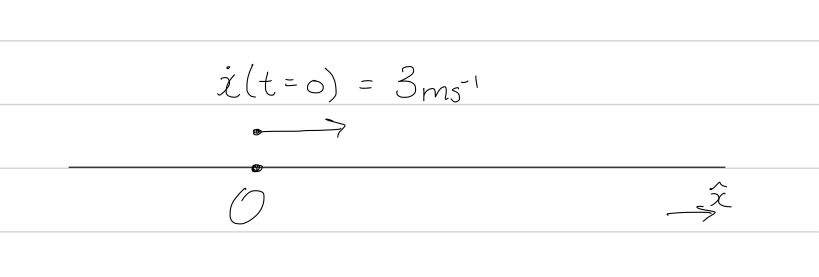 ẋ(t=0) = 3ms⁻¹
O
x̂